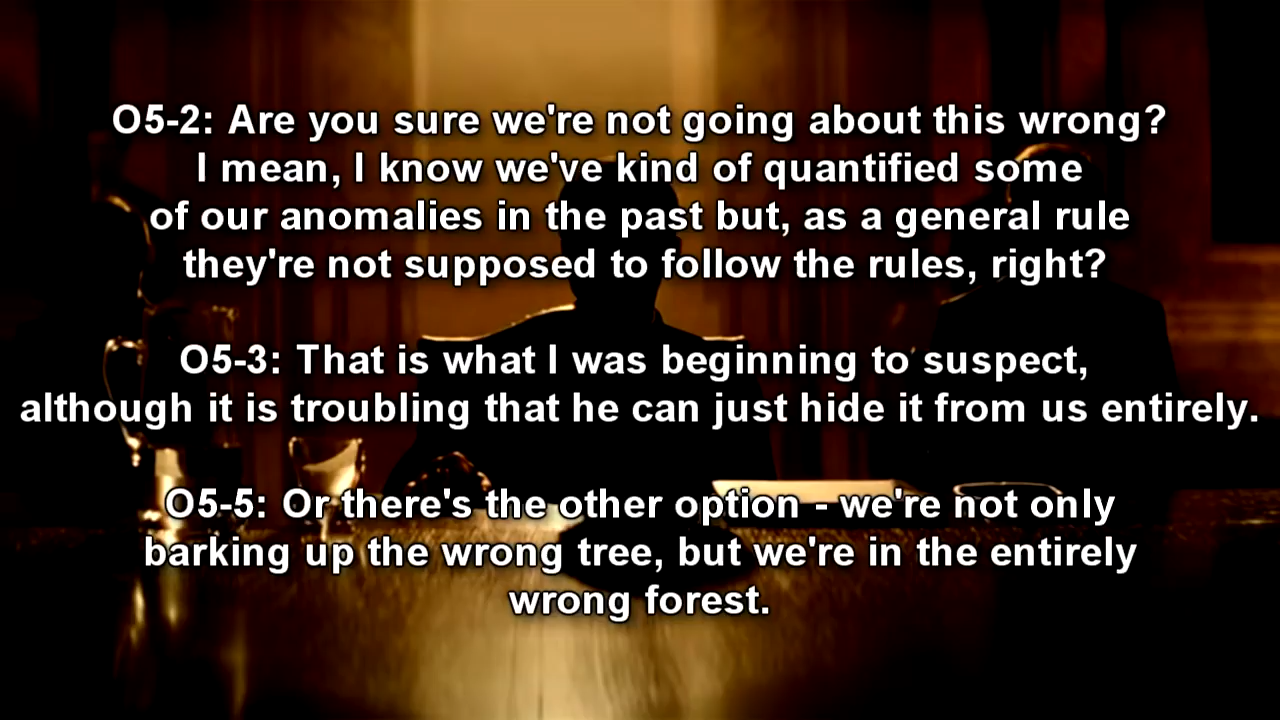 O5-2: Are you sure we're not going about this wrong?
I mean, I know we've kind of quantified some
of our anomalies in the past but, as a general rule
they're not supposed to follow the rules, right?
O5-3: That is what I was beginning to suspect,
although it is troubling that he can just hide it from us entirely.
O5-5: Or there's the other option - we're not only
barking up the wrong tree, but we're in the entirely
wrong forest.